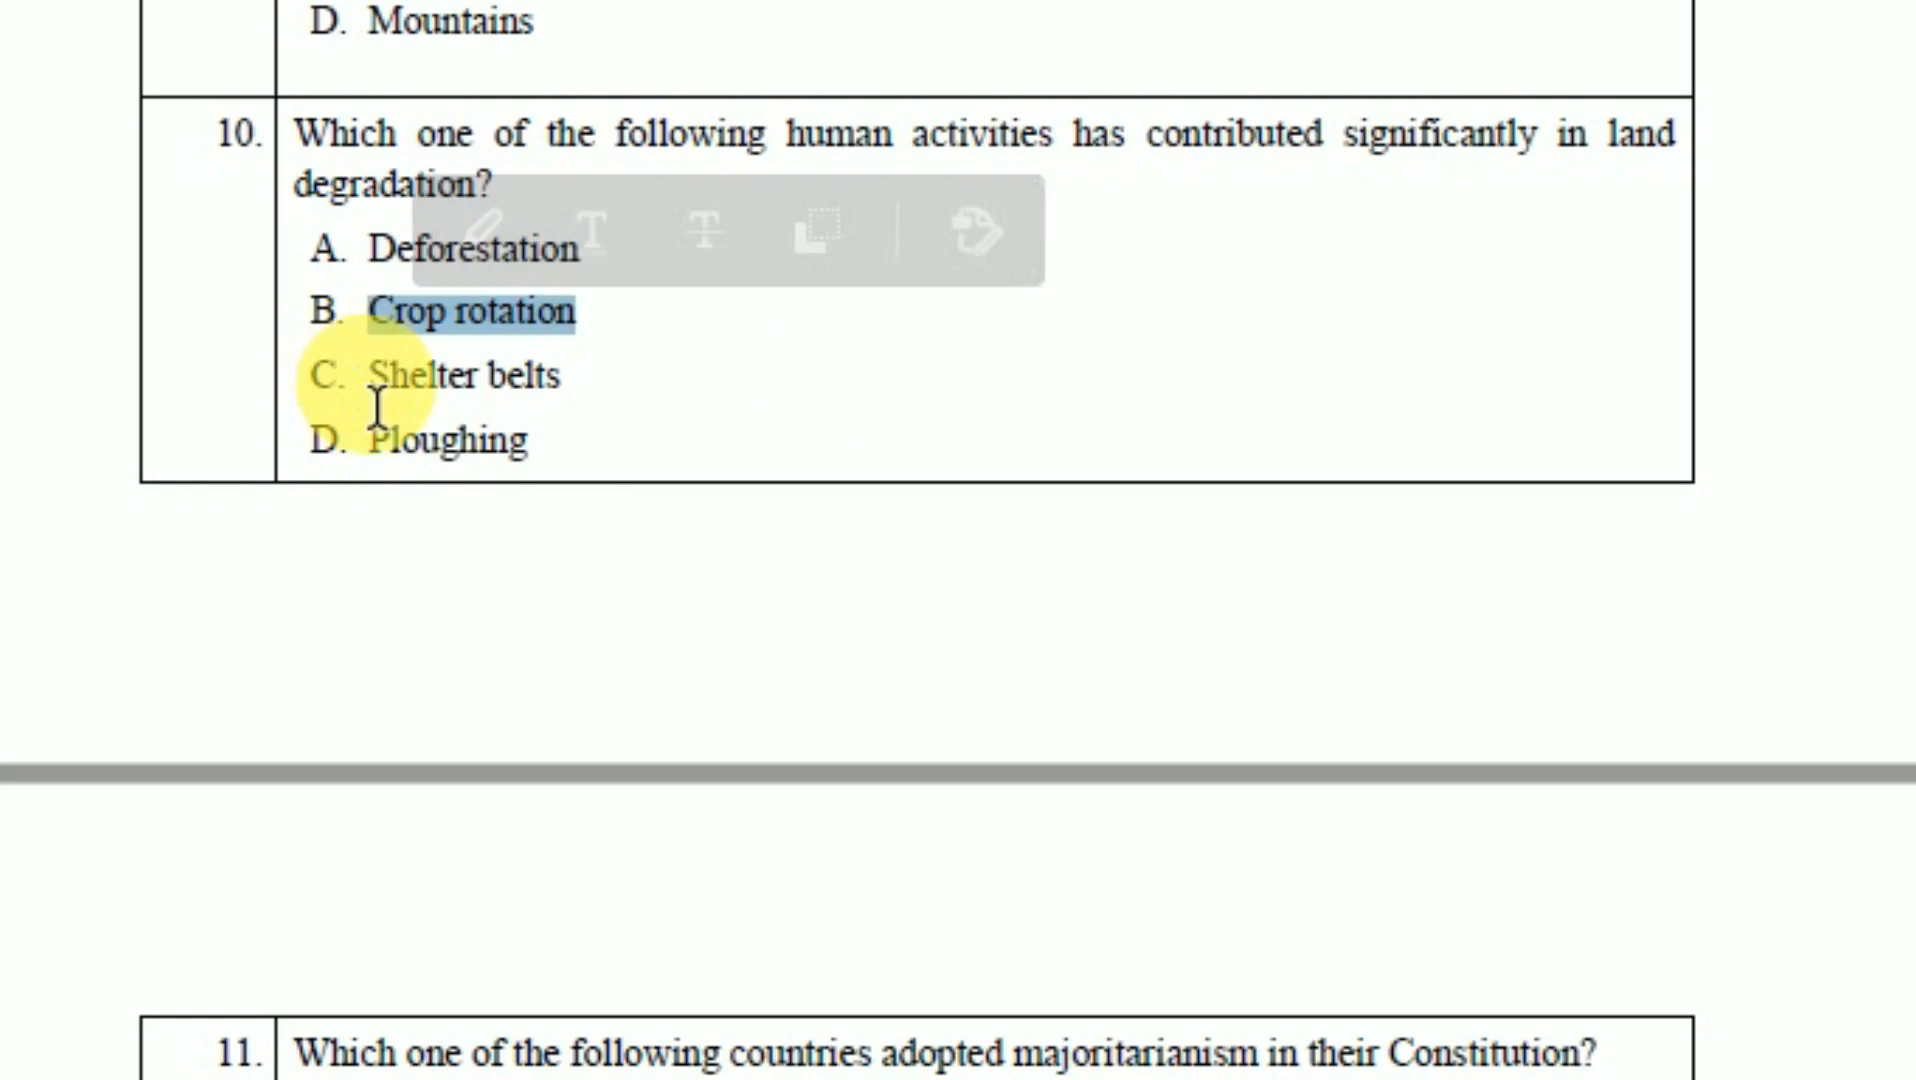 D. Mountains
10. Which one of the following human activities has contributed significantly in land
degradation?
A. Deforestation
B. Crop rotation
C. Shelter belts
D. Ploughing
11. Which one of the following countries adopted majoritarianism in their Constitution?